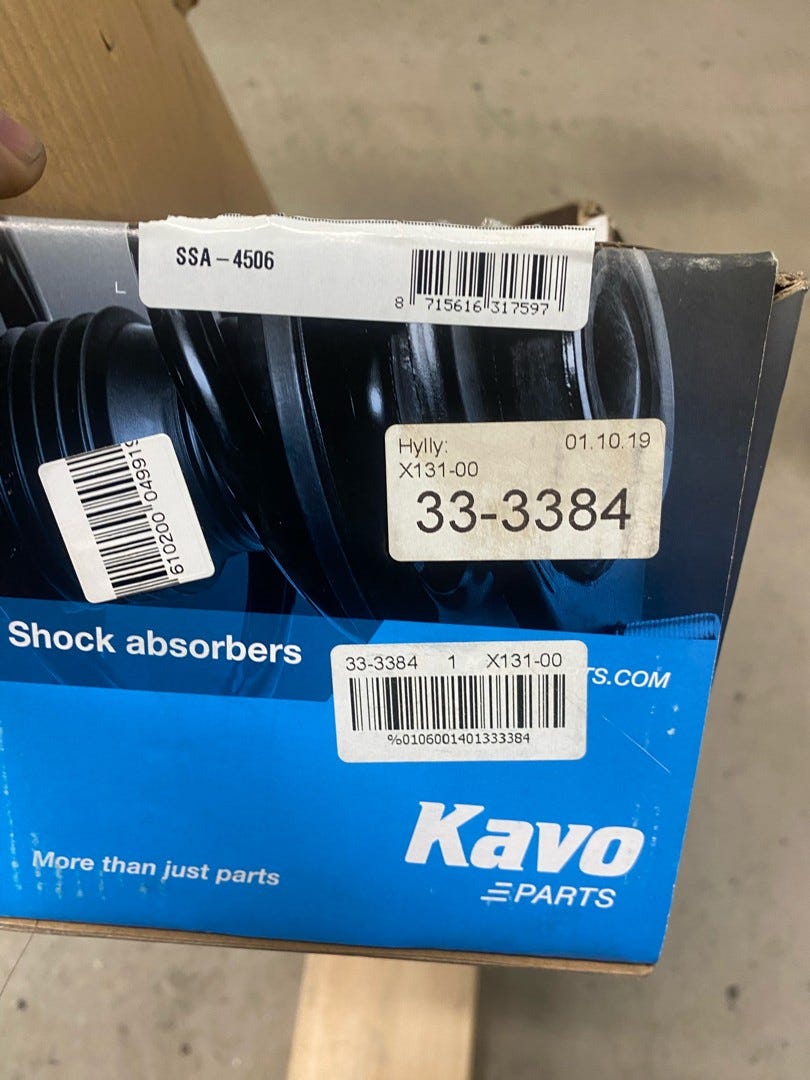 SSA-4506
8 715616 317597
Hylly: 01.10.19
X131-00
33-3384
Shock absorbers
33-3384 1 X131-00
TS.COM
%0106001401333384
Kavo
PARTS
More than just parts